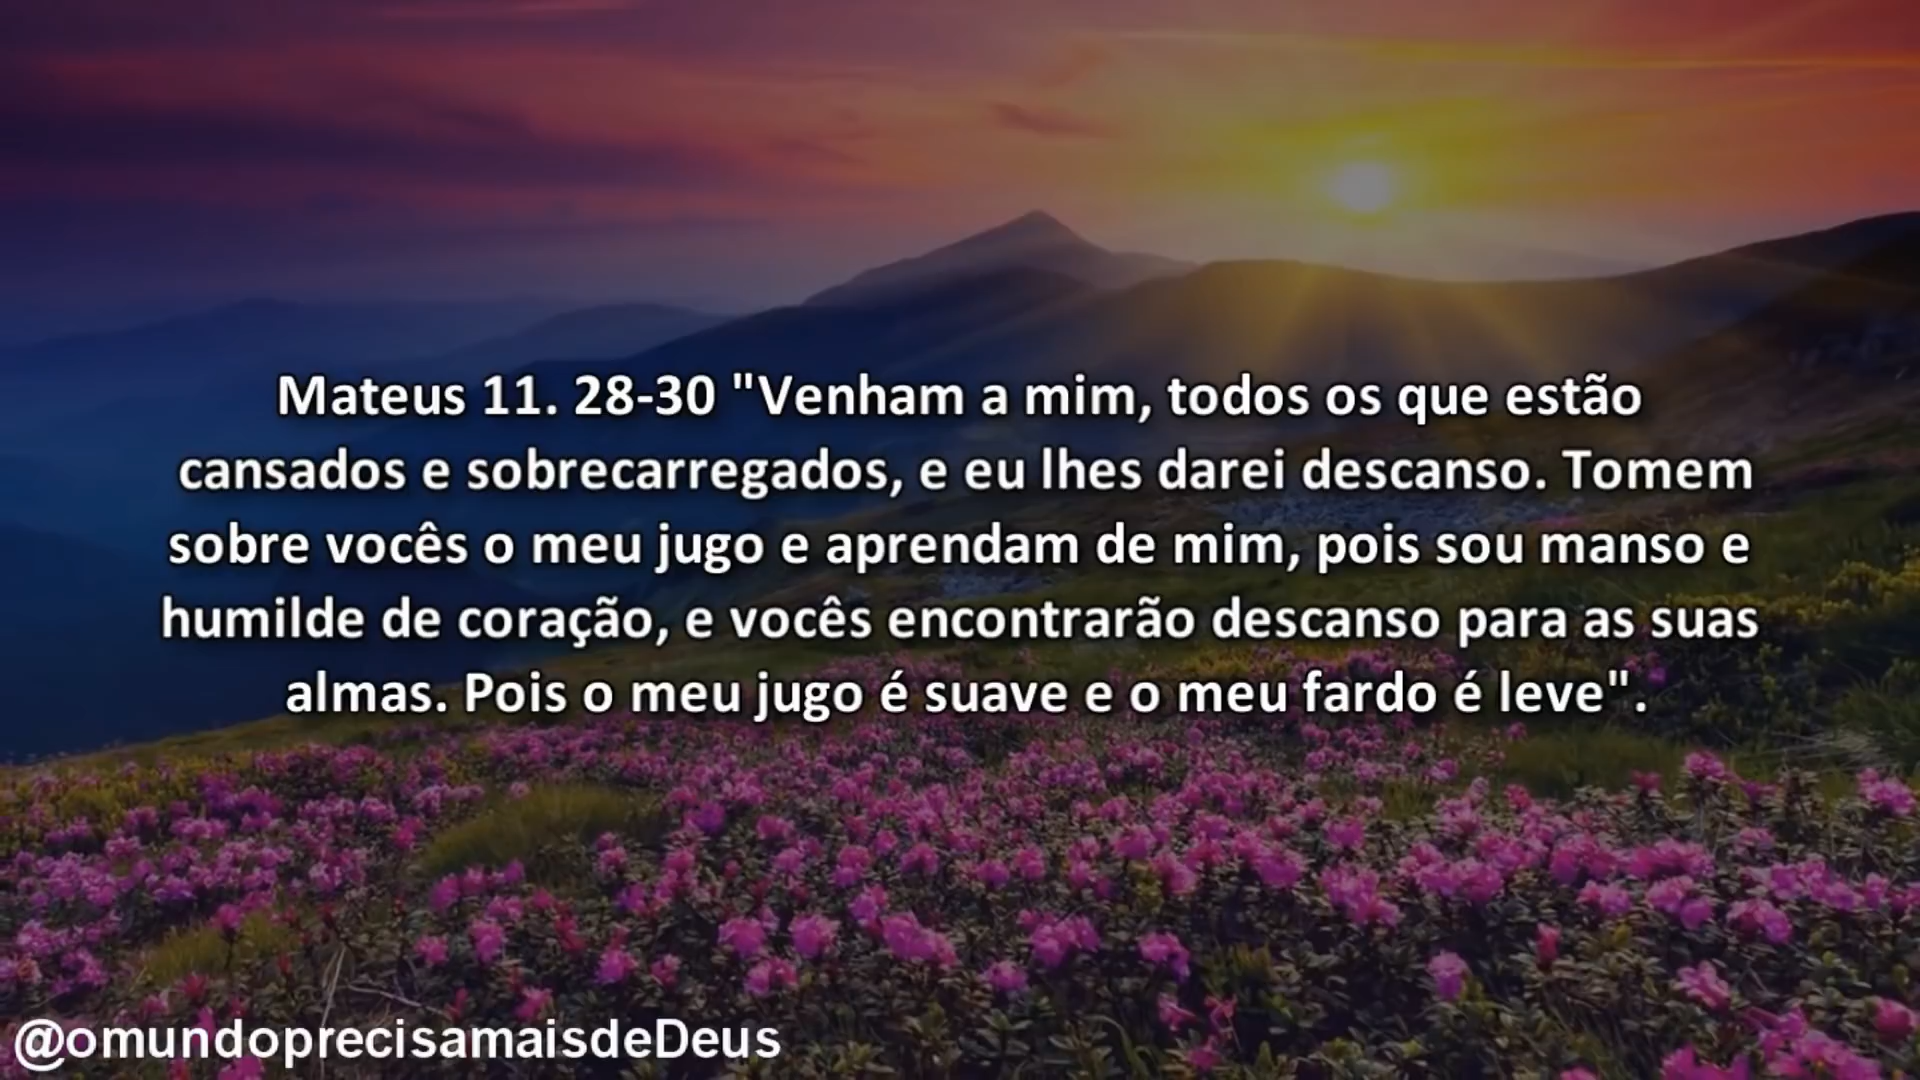 Mateus 11. 28-30 "Venham a mim, todos os que estão
cansados e sobrecarregados, e eu lhes darei descanso. Tomem
sobre vocês o meu jugo e aprendam de mim, pois sou manso e
humilde de coração, e vocês encontrarão descanso para as suas
almas. Pois o meu jugo é suave e o meu fardo é leve".
@omundoprecisamaisdeDeus